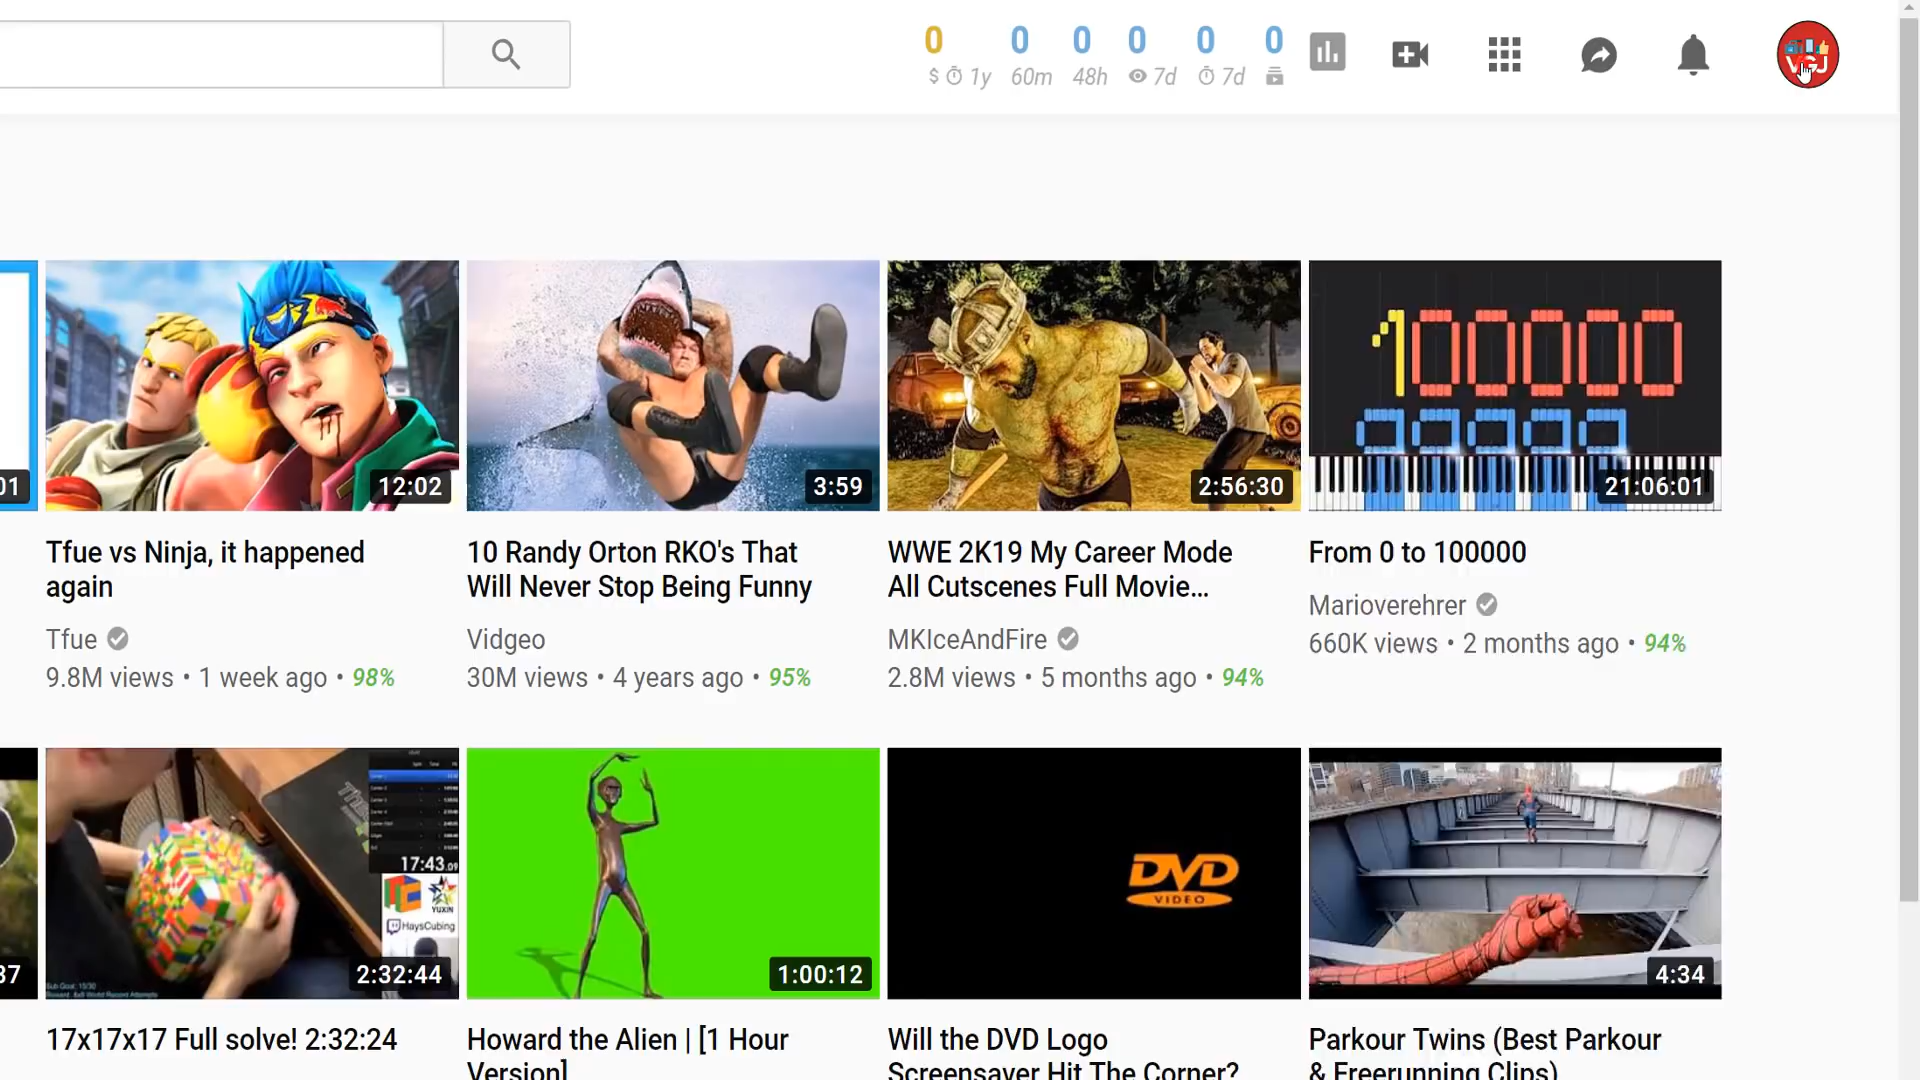 0 0 0 0 0 0
$ 1y 60m 48h 7d 7d
VGJ
01 12:02 3:59 2:56:30 21:06:01
100000
Tfue vs Ninja, it happened
again
Tfue
9.8M views • 1 week ago • 98%
10 Randy Orton RKO's That
Will Never Stop Being Funny
Vidgeo
30M views • 4 years ago • 95%
WWE 2K19 My Career Mode
All Cutscenes Full Movie...
MKIceAndFire
2.8M views • 5 months ago • 94%
From 0 to 100000
Marioverehrer
660K views • 2 months ago • 94%
17:43.09
YUXIN
HaysCubing
DVD
VIDEO
37 2:32:44 1:00:12 4:34
17x17x17 Full solve! 2:32:24
Howard the Alien | [1 Hour
Version]
Will the DVD Logo
Screensaver Hit The Corner?
Parkour Twins (Best Parkour
& Freerunning Clips)